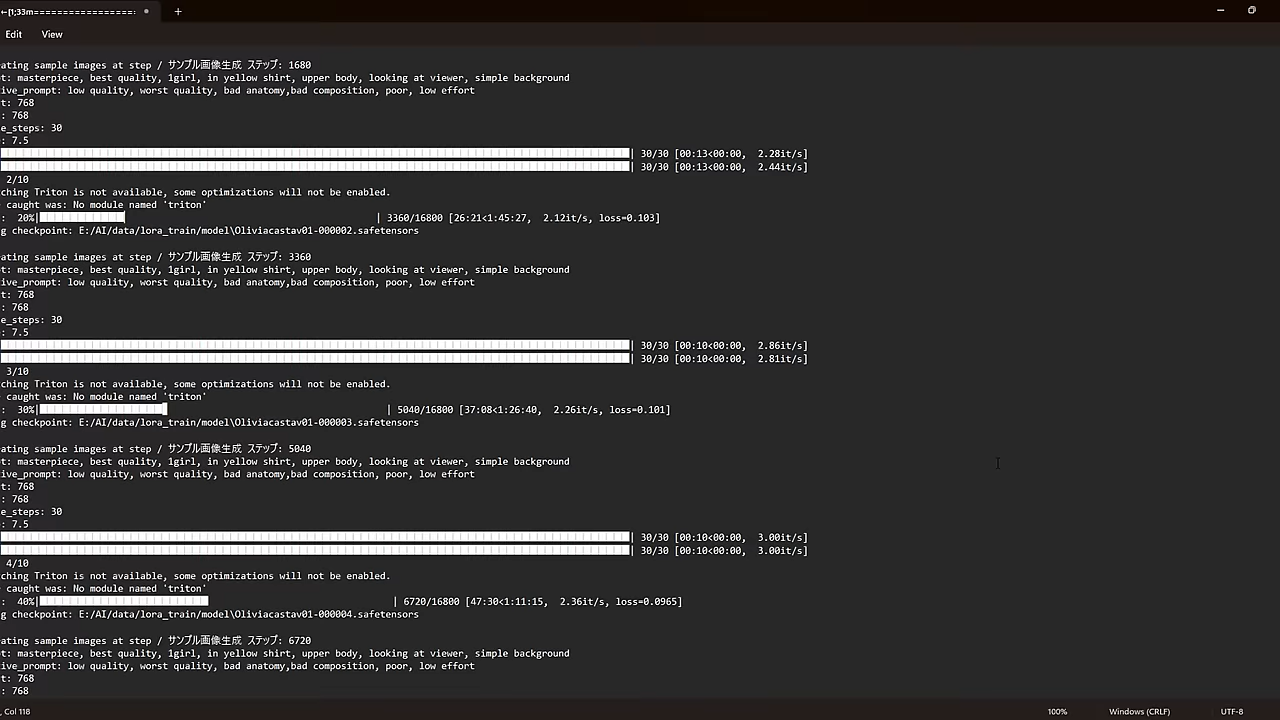 ←[1;33m==================:
Edit View
ating sample images at step / サンプル画像生成 ステップ: 1680
t: masterpiece, best quality, 1girl, in yellow shirt, upper body, looking at viewer, simple background
ive_prompt: low quality, worst quality, bad anatomy,bad composition, poor, low effort
t: 768
: 768
e_steps: 30
: 7.5
| 30/30 [00:13<00:00, 2.28it/s]
| 30/30 [00:13<00:00, 2.44it/s]
2/10
ching Triton is not available, some optimizations will not be enabled.
caught was: No module named 'triton'
: 20%| | 3360/16800 [26:21<1:45:27, 2.12it/s, loss=0.103]
g checkpoint: E:/AI/data/lora_train/model\Oliviacastav01-000002.safetensors
ating sample images at step / サンプル画像生成 ステップ: 3360
t: masterpiece, best quality, 1girl, in yellow shirt, upper body, looking at viewer, simple background
ive_prompt: low quality, worst quality, bad anatomy,bad composition, poor, low effort
t: 768
: 768
e_steps: 30
: 7.5
| 30/30 [00:10<00:00, 2.86it/s]
| 30/30 [00:10<00:00, 2.81it/s]
3/10
ching Triton is not available, some optimizations will not be enabled.
caught was: No module named 'triton'
: 30%| | 5040/16800 [37:08<1:26:40, 2.26it/s, loss=0.101]
g checkpoint: E:/AI/data/lora_train/model\Oliviacastav01-000003.safetensors
ating sample images at step / サンプル画像生成 ステップ: 5040
t: masterpiece, best quality, 1girl, in yellow shirt, upper body, looking at viewer, simple background
ive_prompt: low quality, worst quality, bad anatomy,bad composition, poor, low effort
t: 768
: 768
e_steps: 30
: 7.5
| 30/30 [00:10<00:00, 3.00it/s]
| 30/30 [00:10<00:00, 3.00it/s]
4/10
ching Triton is not available, some optimizations will not be enabled.
caught was: No module named 'triton'
: 40%| | 6720/16800 [47:30<1:11:15, 2.36it/s, loss=0.0965]
g checkpoint: E:/AI/data/lora_train/model\Oliviacastav01-000004.safetensors
ating sample images at step / サンプル画像生成 ステップ: 6720
t: masterpiece, best quality, 1girl, in yellow shirt, upper body, looking at viewer, simple background
ive_prompt: low quality, worst quality, bad anatomy,bad composition, poor, low effort
t: 768
: 768
, Col 118 100% Windows (CRLF) UTF-8